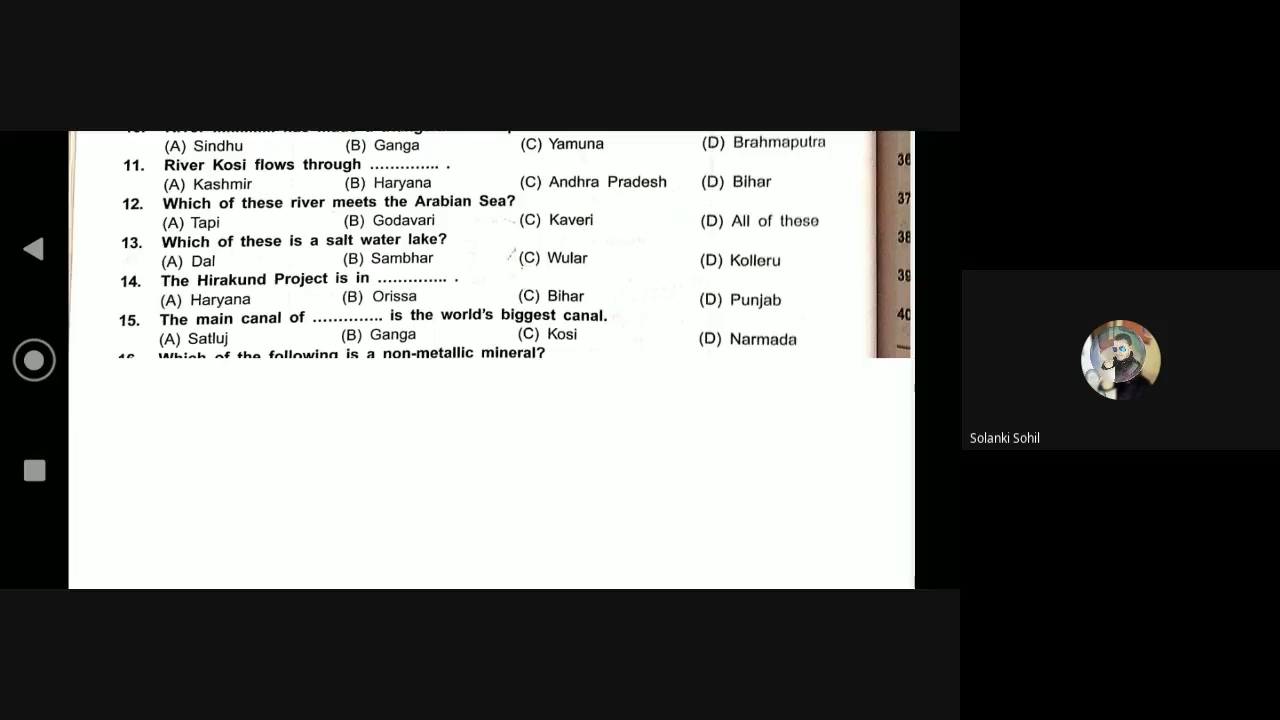 (A) Sindhu (B) Ganga (C) Yamuna (D) Brahmaputra
11. River Kosi flows through .............. .
(A) Kashmir (B) Haryana (C) Andhra Pradesh (D) Bihar
12. Which of these river meets the Arabian Sea?
(A) Tapi (B) Godavari (C) Kaveri (D) All of these
13. Which of these is a salt water lake?
(A) Dal (B) Sambhar (C) Wular (D) Kolleru
14. The Hirakund Project is in .............. .
(A) Haryana (B) Orissa (C) Bihar (D) Punjab
15. The main canal of .............. is the world's biggest canal.
(A) Satluj (B) Ganga (C) Kosi (D) Narmada
Which of the following is a non-metallic mineral?
36
37
38
39
40
Solanki Sohil